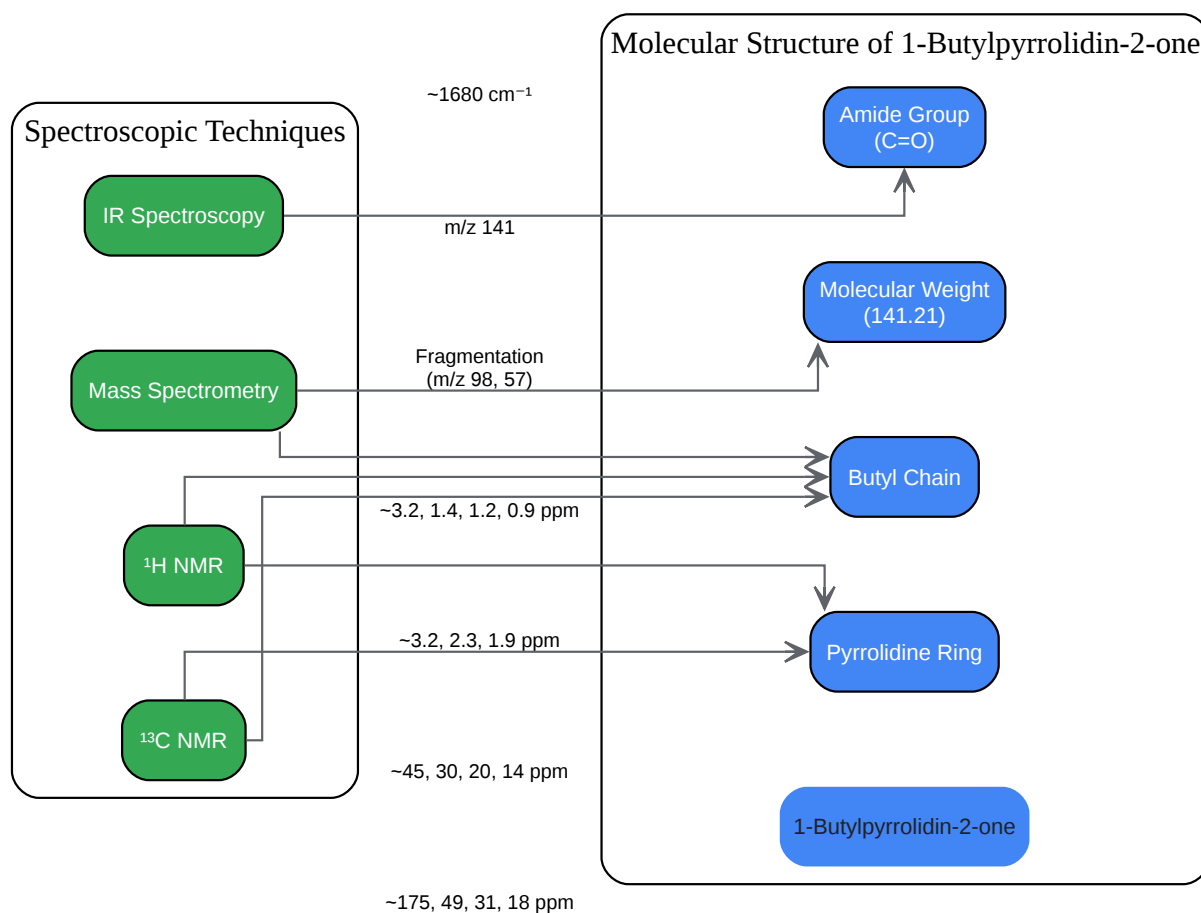 Molecular Structure of 1-Butylpyrrolidin-2-one
~1680 cm⁻¹
Amide Group
(C=O)
Spectroscopic Techniques
IR Spectroscopy
m/z 141
Molecular Weight
(141.21)
Fragmentation
(m/z 98, 57)
Mass Spectrometry
Butyl Chain
~3.2, 1.4, 1.2, 0.9 ppm
¹H NMR
~3.2, 2.3, 1.9 ppm
Pyrrolidine Ring
¹³C NMR
~45, 30, 20, 14 ppm
1-Butylpyrrolidin-2-one
~175, 49, 31, 18 ppm